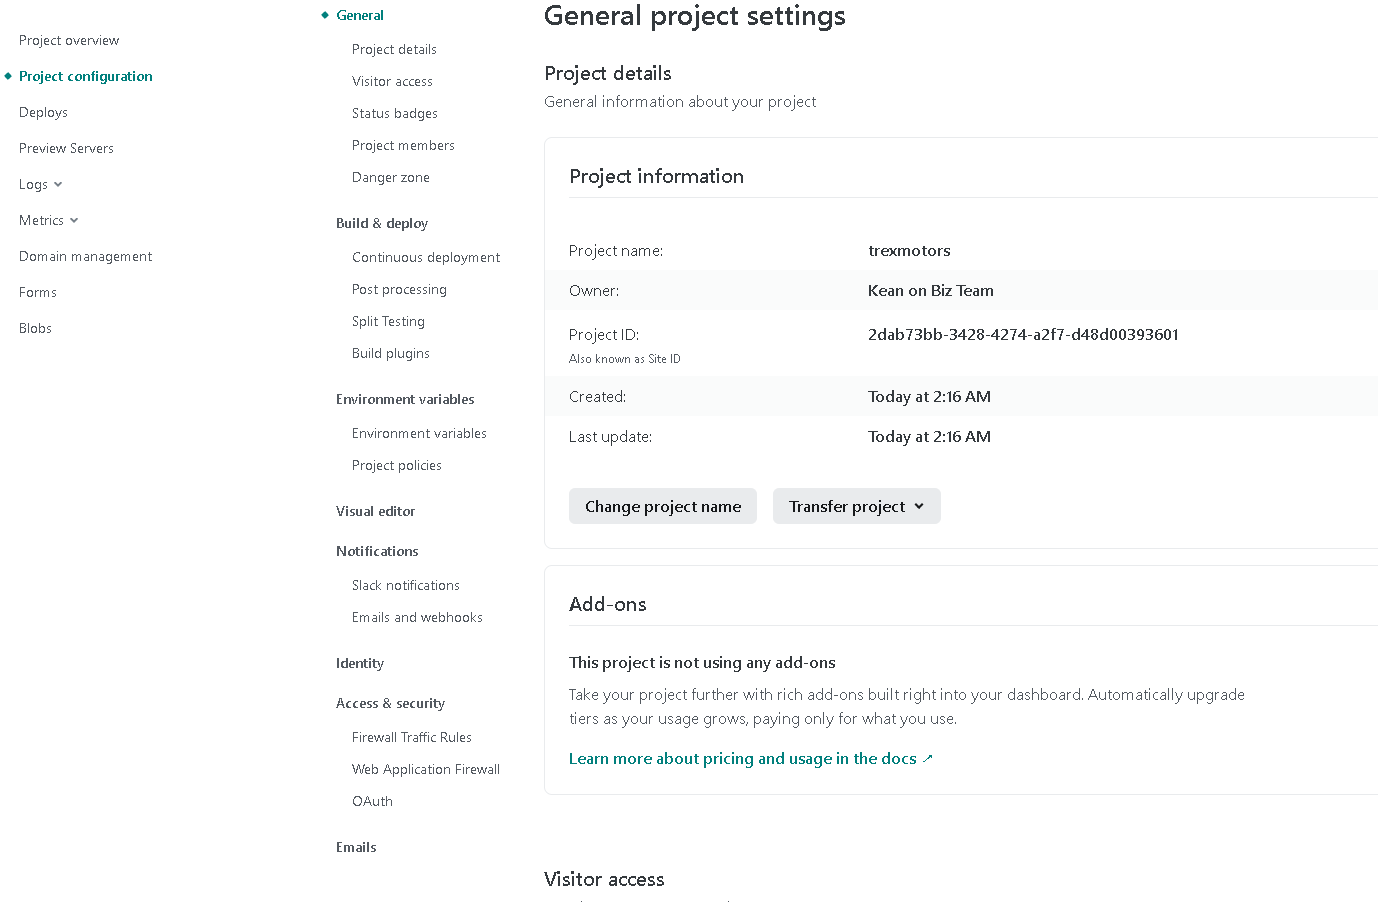 Project overview
Project configuration
Deploys
Preview Servers
Logs
Metrics
Domain management
Forms
Blobs
General
Project details
Visitor access
Status badges
Project members
Danger zone
Build & deploy
Continuous deployment
Post processing
Split Testing
Build plugins
Environment variables
Environment variables
Project policies
Visual editor
Notifications
Slack notifications
Emails and webhooks
Identity
Access & security
Firewall Traffic Rules
Web Application Firewall
OAuth
Emails
General project settings
Project details
General information about your project
Project information
Project name: trexmotors
Owner: Kean on Biz Team
Project ID: 2dab73bb-3428-4274-a2f7-d48d00393601
Also known as Site ID
Created: Today at 2:16 AM
Last update: Today at 2:16 AM
Change project name Transfer project
Add-ons
This project is not using any add-ons
Take your project further with rich add-ons built right into your dashboard. Automatically upgrade
tiers as your usage grows, paying only for what you use.
Learn more about pricing and usage in the docs ↗
Visitor access